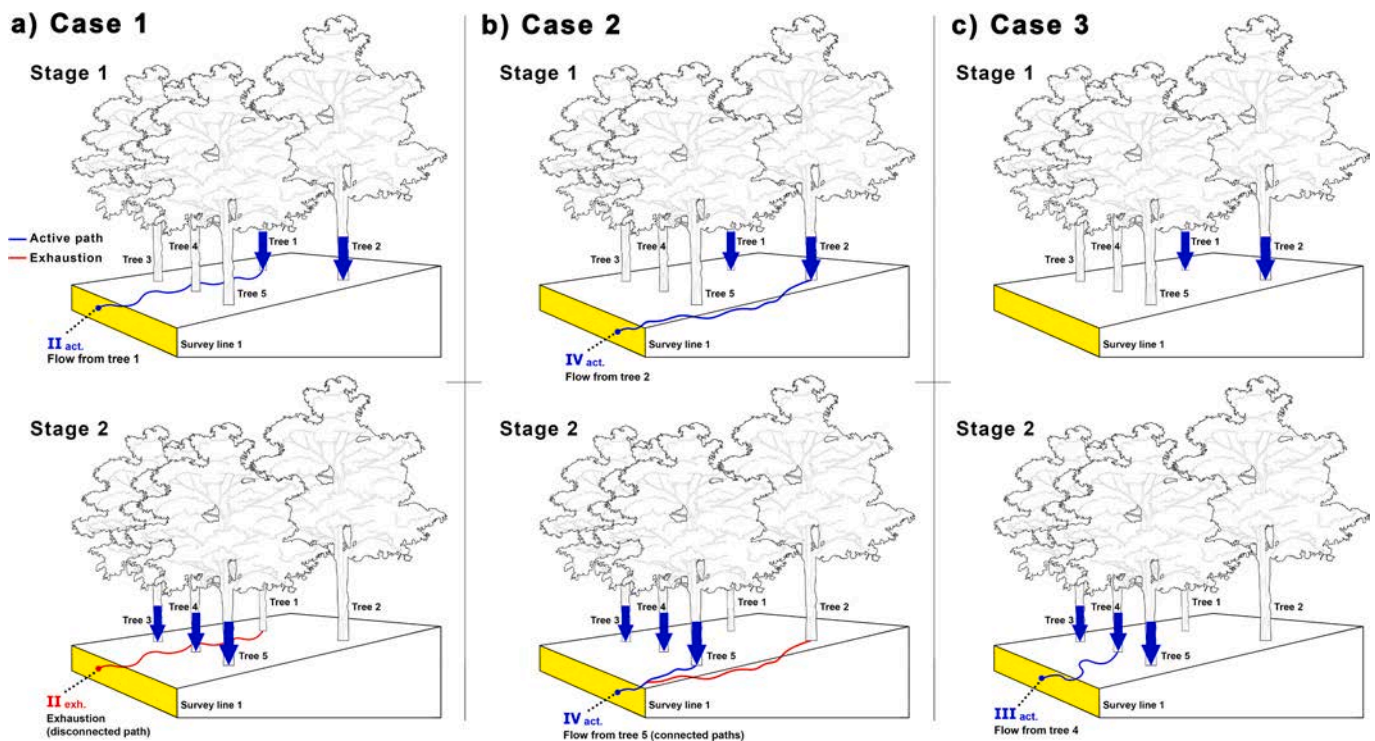 a) Case 1
Stage 1
Tree 3
Tree 4
Tree 1
Tree 2
Tree 5
Active path
Exhaustion
II act.
Flow from tree 1
Survey line 1
Stage 2
Tree 3
Tree 4
Tree 1
Tree 2
Tree 5
II exh.
Exhaustion
(disconnected path)
Survey line 1
b) Case 2
Stage 1
Tree 3
Tree 4
Tree 1
Tree 2
Tree 5
IV act.
Flow from tree 2
Survey line 1
Stage 2
Tree 3
Tree 4
Tree 1
Tree 2
Tree 5
IV act.
Flow from tree 5 (connected paths)
Survey line 1
c) Case 3
Stage 1
Tree 3
Tree 4
Tree 1
Tree 2
Tree 5
Survey line 1
Stage 2
Tree 3
Tree 4
Tree 1
Tree 2
Tree 5
III act.
Flow from tree 4
Survey line 1